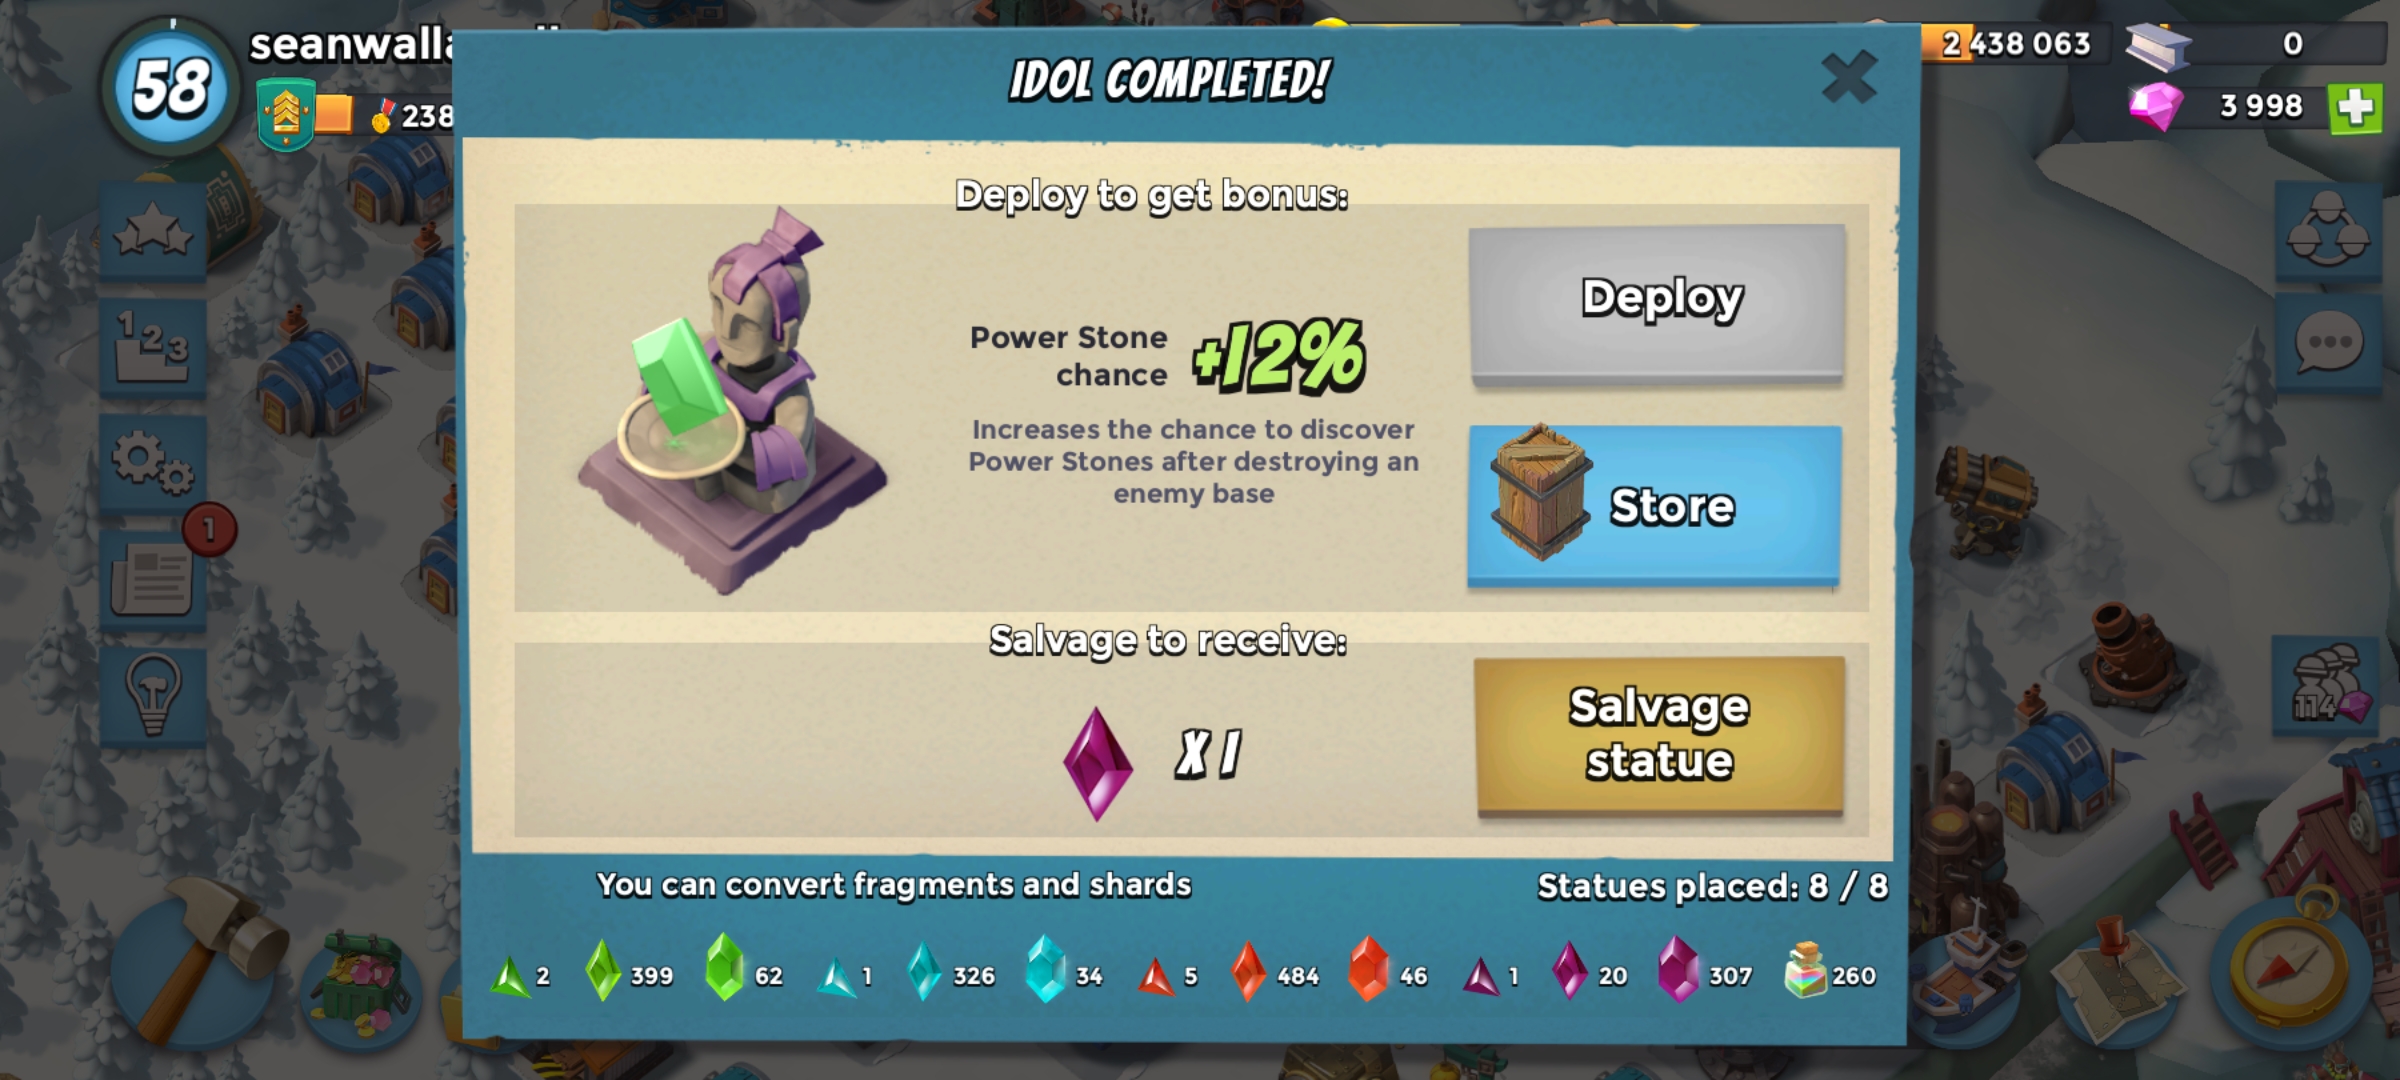 58
238
2 438 063
0
3 998
IDOL COMPLETED!
Deploy to get bonus:
Power Stone
chance
+12%
Increases the chance to discover
Power Stones after destroying an
enemy base
Deploy
Store
Salvage to receive:
X 1
Salvage
statue
You can convert fragments and shards
Statues placed: 8 / 8
2 399 62 1 326 34 5 484 46 1 20 307 260
1 2 3
1
114